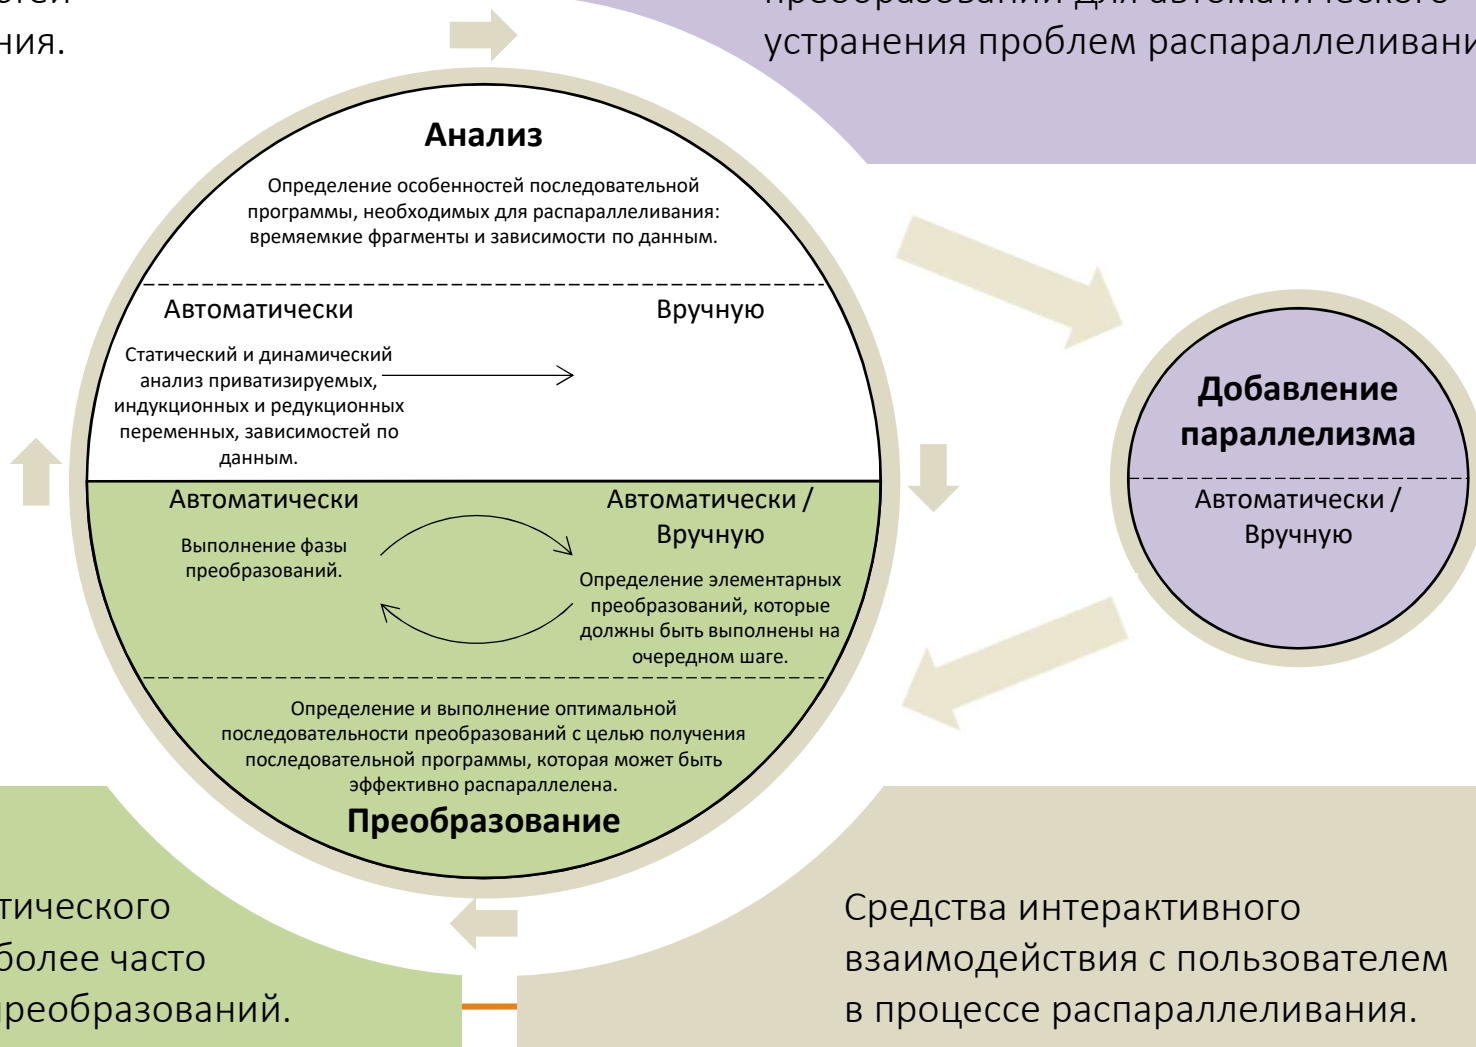 ния.
преобразований для автоматического
устранения проблем распараллеливани
Анализ
Определение особенностей последовательной
программы, необходимых для распараллеливания:
времяемкие фрагменты и зависимости по данным.
Автоматически
Вручную
Статический и динамический
анализ приватизируемых,
индукционных и редукционных
переменных, зависимостей по
данным.
Автоматически
Выполнение фазы
преобразований.
Автоматически /
Вручную
Определение элементарных
преобразований, которые
должны быть выполнены на
очередном шаге.
Определение и выполнение оптимальной
последовательности преобразований с целью получения
последовательной программы, которая может быть
эффективно распараллелена.
Преобразование
Добавление
параллелизма
Автоматически /
Вручную
тического
более часто
преобразований.
Средства интерактивного
взаимодействия с пользователем
в процессе распараллеливания.